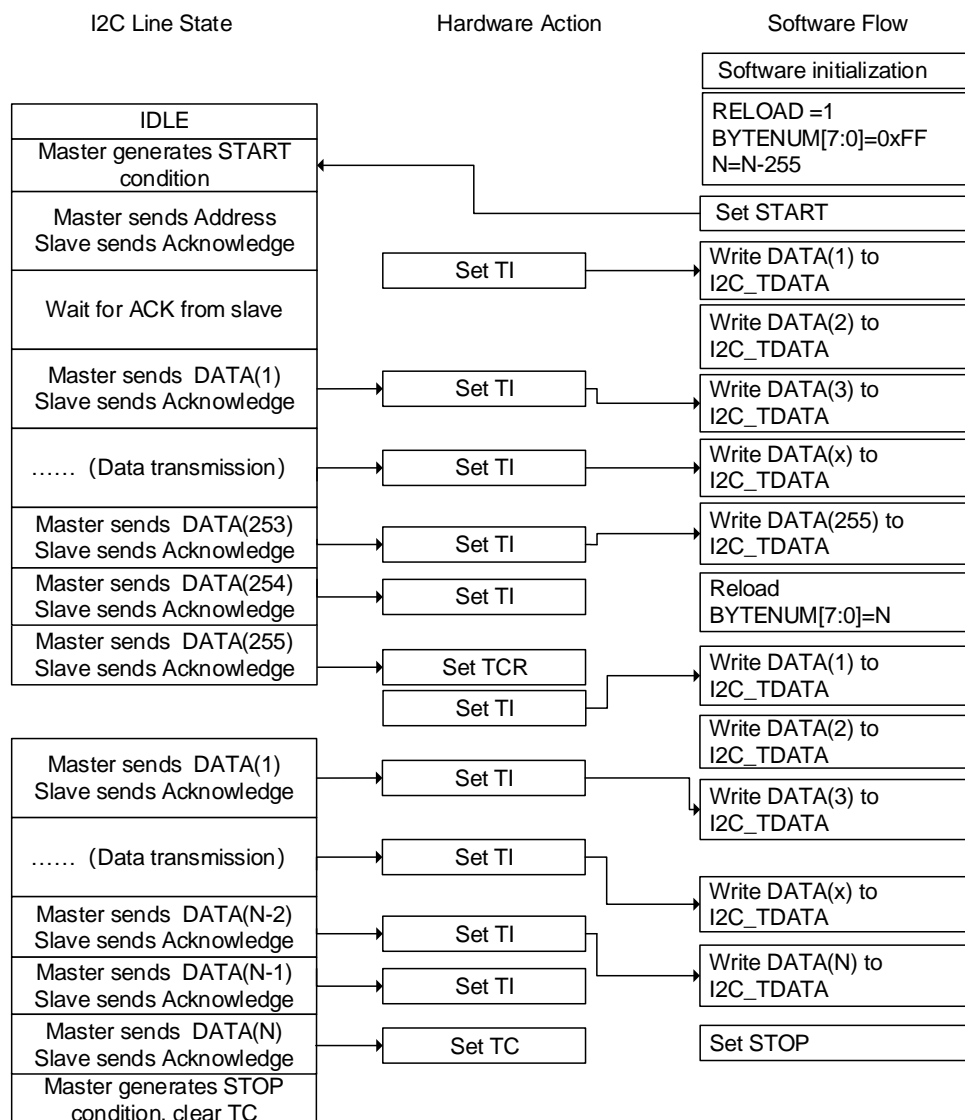 I2C Line State
Hardware Action
Software Flow
Software initialization
IDLE
RELOAD =1
BYTENUM[7:0]=0xFF
N=N-255
Master generates START
condition
Set START
Master sends Address
Slave sends Acknowledge
Set TI
Write DATA(1) to
I2C_TDATA
Wait for ACK from slave
Write DATA(2) to
I2C_TDATA
Master sends  DATA(1)
Slave sends Acknowledge
Set TI
Write DATA(3) to
I2C_TDATA
…… (Data transmission)
Set TI
Write DATA(x) to
I2C_TDATA
Master sends  DATA(253)
Slave sends Acknowledge
Set TI
Write DATA(255) to
I2C_TDATA
Master sends  DATA(254)
Slave sends Acknowledge
Set TI
Reload
BYTENUM[7:0]=N
Master sends  DATA(255)
Slave sends Acknowledge
Set TCR
Set TI
Write DATA(1) to
I2C_TDATA
Write DATA(2) to
I2C_TDATA
Master sends  DATA(1)
Slave sends Acknowledge
Set TI
Write DATA(3) to
I2C_TDATA
…… (Data transmission)
Set TI
Write DATA(x) to
I2C_TDATA
Master sends  DATA(N-2)
Slave sends Acknowledge
Set TI
Write DATA(N) to
I2C_TDATA
Master sends  DATA(N-1)
Slave sends Acknowledge
Set TI
Master sends  DATA(N)
Slave sends Acknowledge
Set TC
Set STOP
Master generates STOP
condition, clear TC